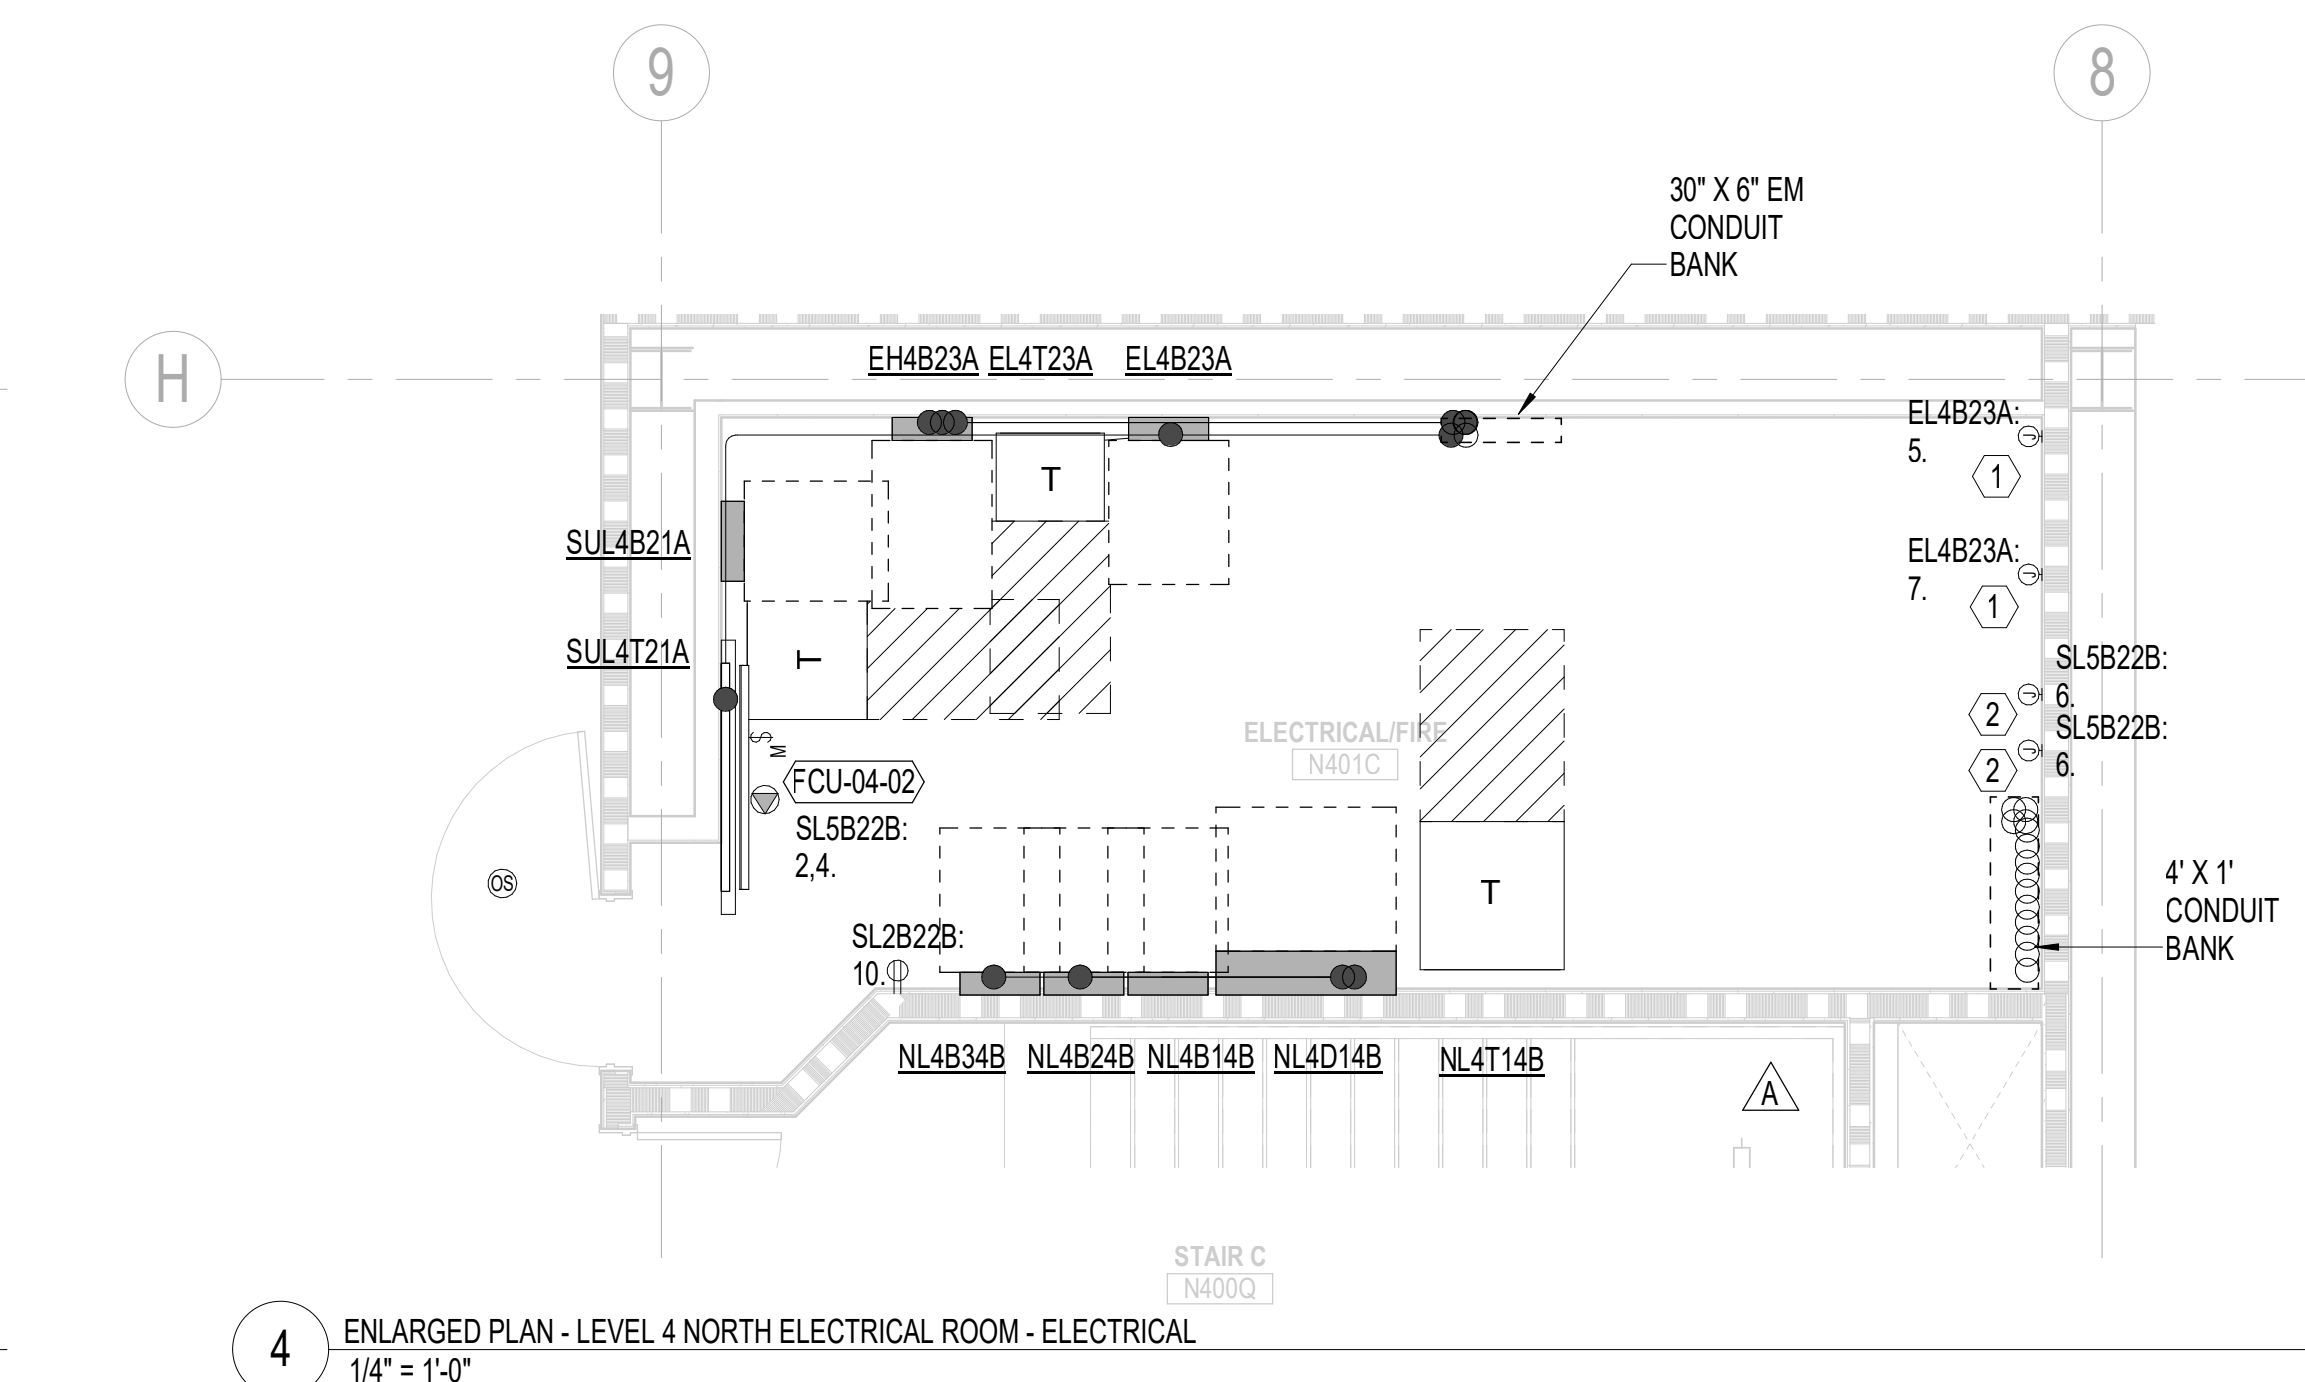 9
8
30" X 6" EM
CONDUIT
BANK
H
EH4B23A
EL4T23A
EL4B23A
EL4B23A:
5.
J
1
T
SUL4B21A
EL4B23A:
7.
J
1
SUL4T21A
T
SL5B22B:
6.
J
2
SL5B22B:
6.
J
2
ELECTRICAL/FIRE
N401C
$
M
FCU-04-02
SL5B22B:
2,4.
OS
T
4' X 1'
CONDUIT
BANK
SL2B22B:
10.
NL4B34B
NL4B24B
NL4B14B
NL4D14B
NL4T14B
A
STAIR C
N400Q
4
ENLARGED PLAN - LEVEL 4 NORTH ELECTRICAL ROOM - ELECTRICAL
1/4" = 1'-0"